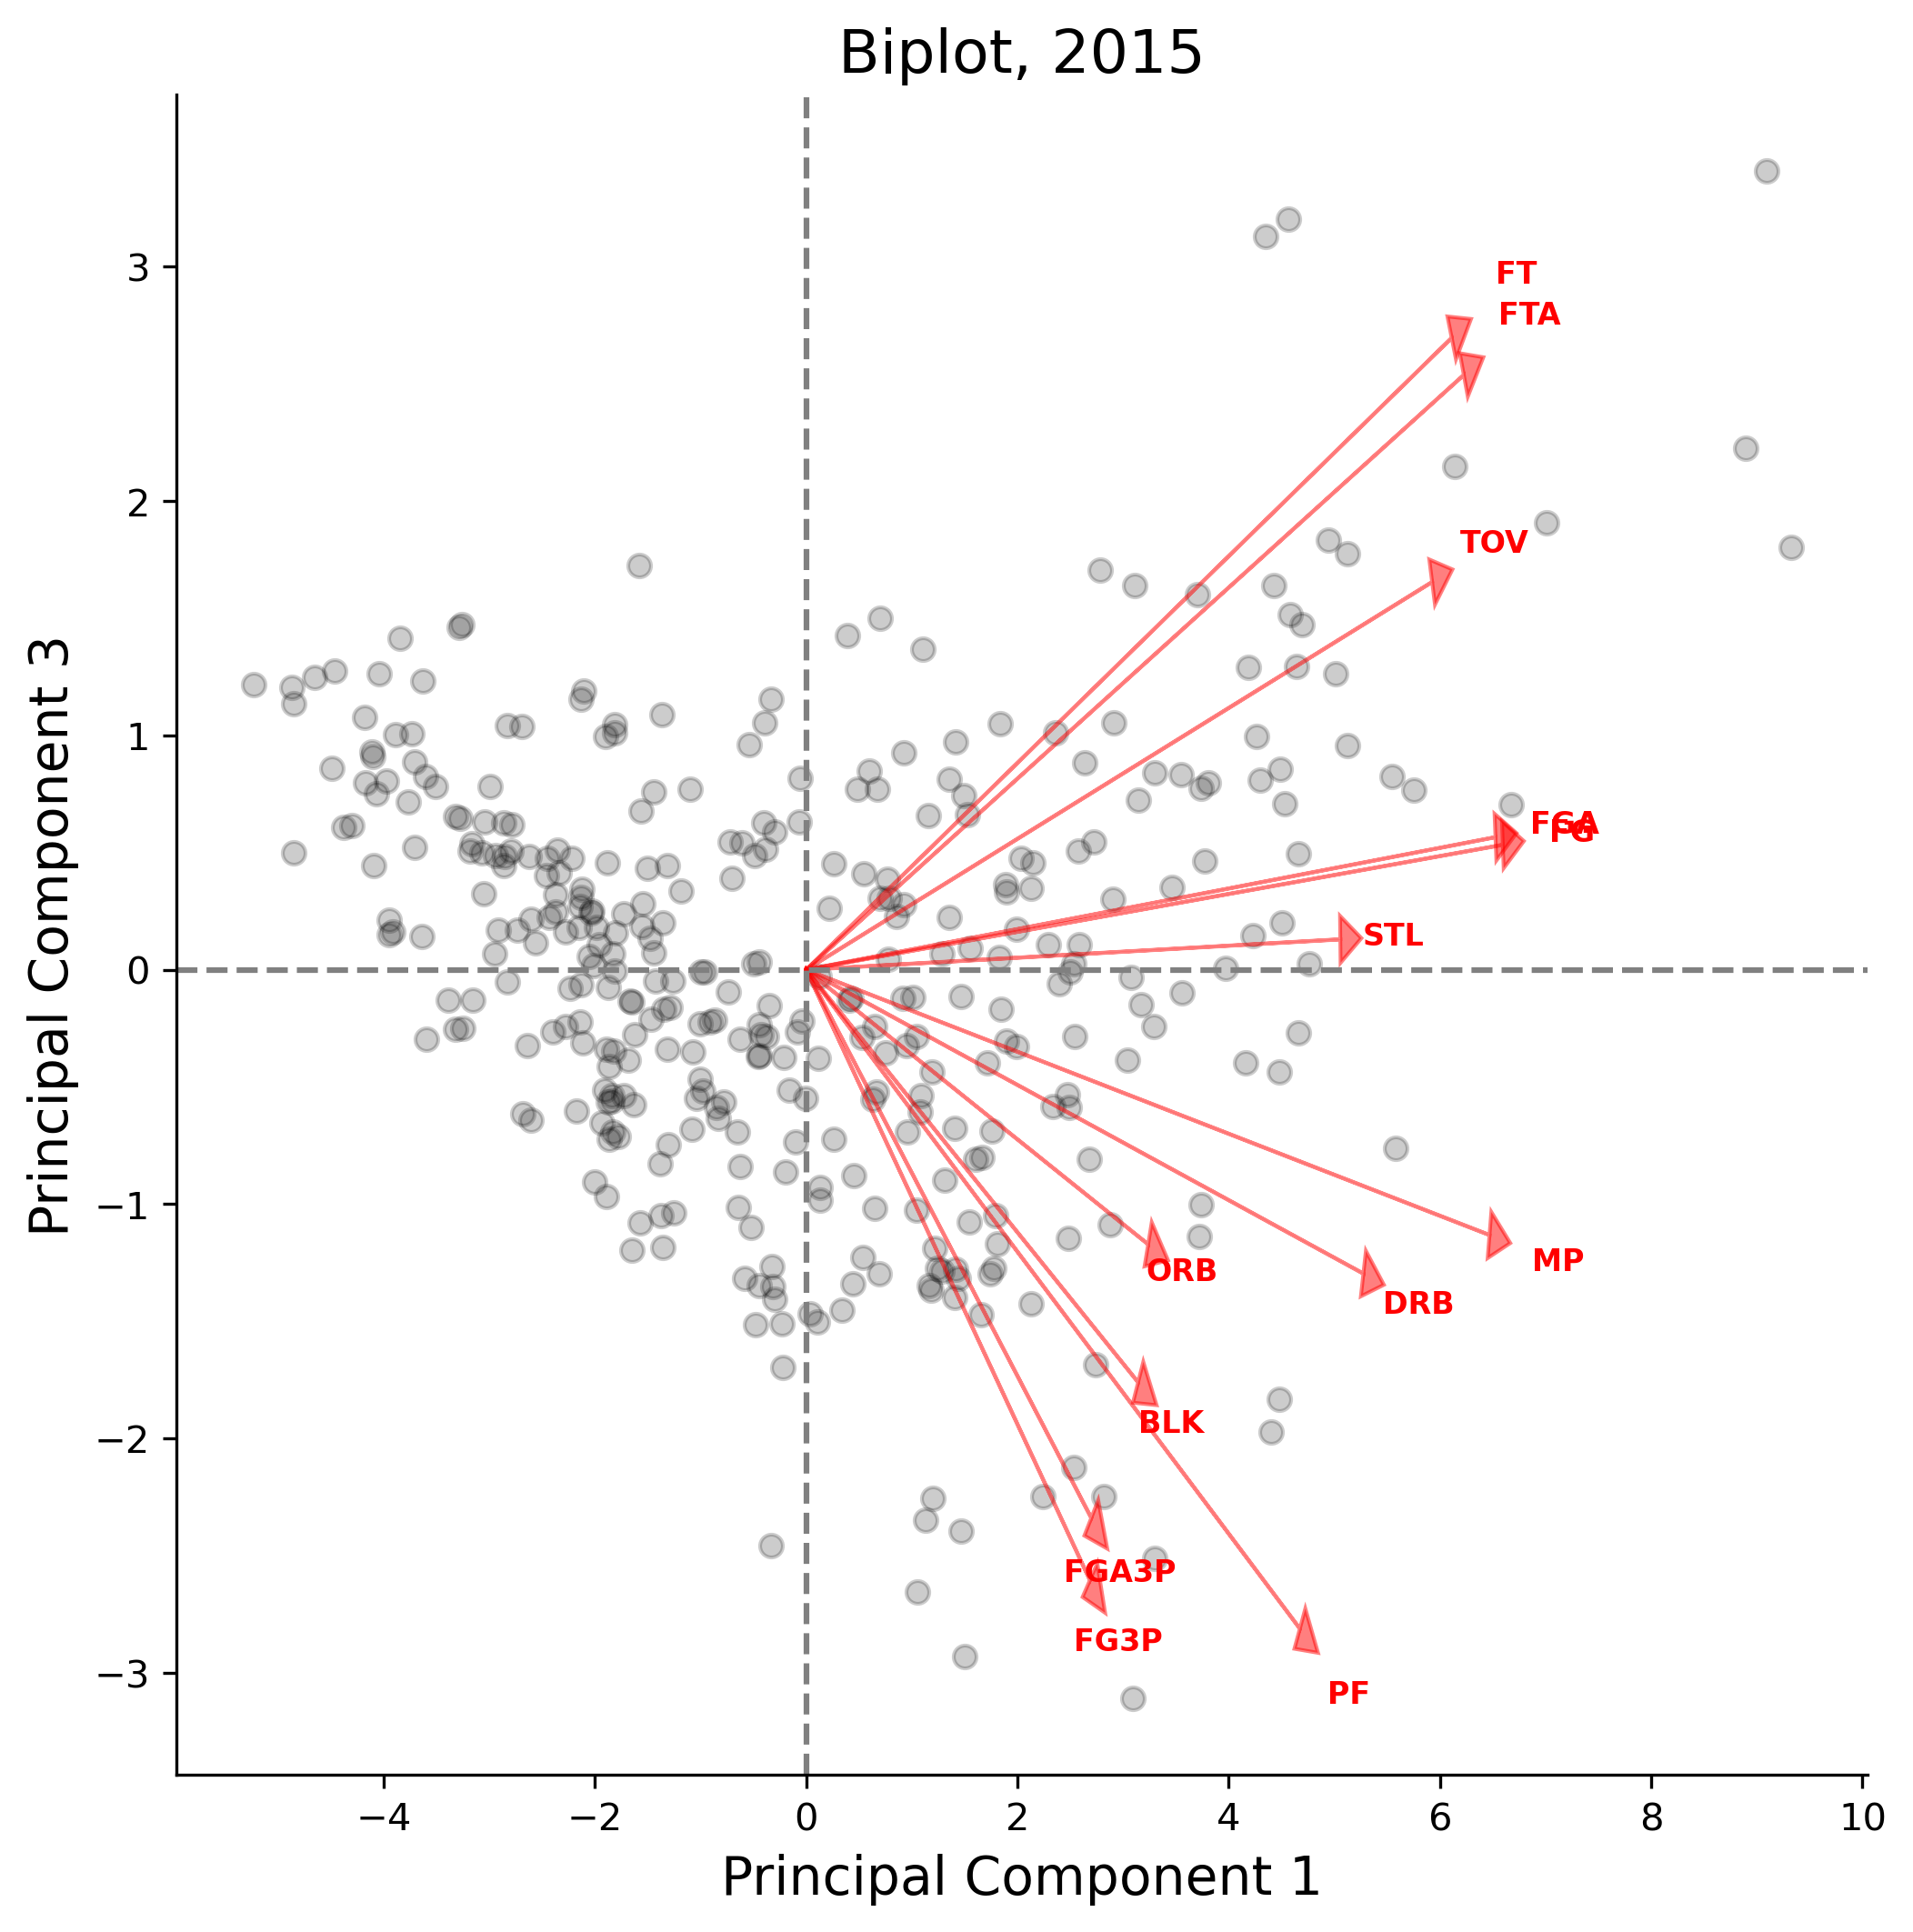 Biplot, 2015
Principal Component 3
3
2
1
0
−1
−2
−3
FT
FTA
TOV
FGA
FG
STL
ORB
MP
DRB
BLK
FGA3P
FG3P
PF
−4
−2
0
2
4
6
8
10
Principal Component 1